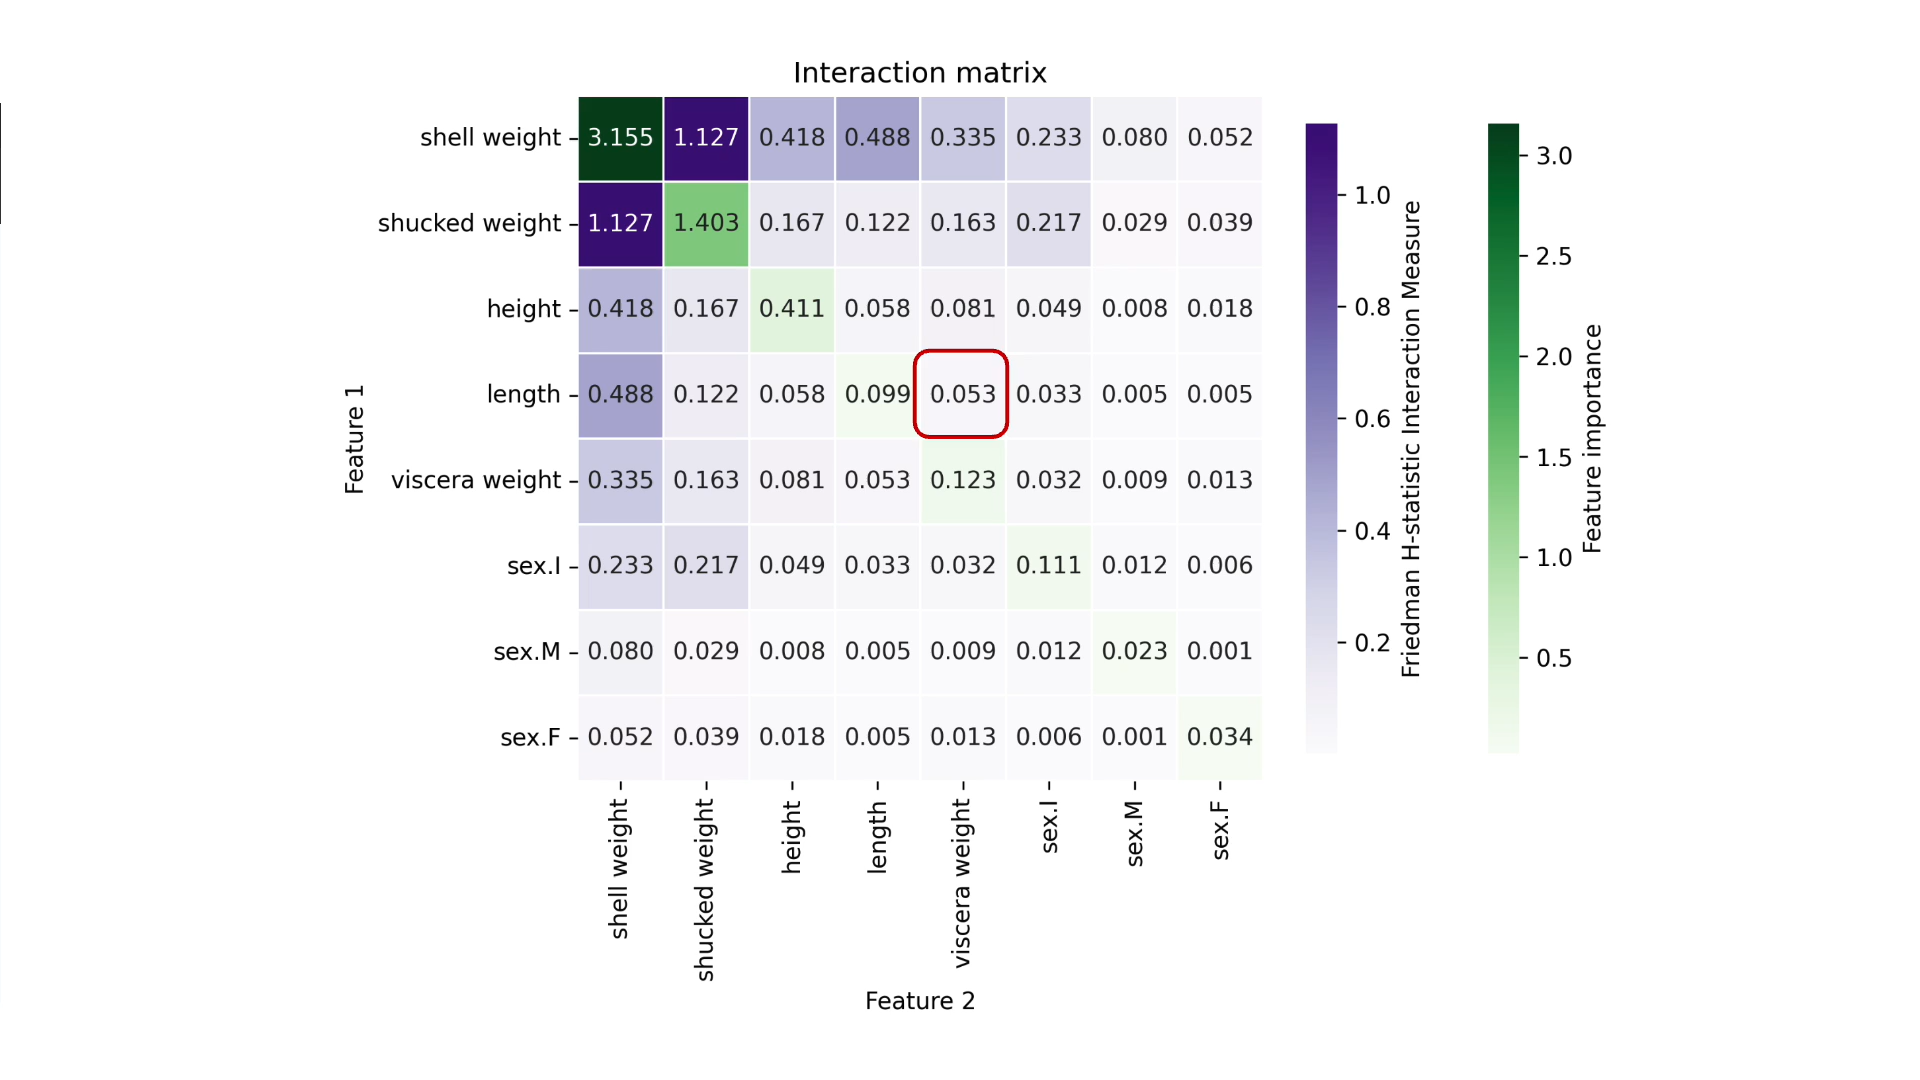 Interaction matrix
shell weight 3.155 1.127 0.418 0.488 0.335 0.233 0.080 0.052
shucked weight 1.127 1.403 0.167 0.122 0.163 0.217 0.029 0.039
height 0.418 0.167 0.411 0.058 0.081 0.049 0.008 0.018
length 0.488 0.122 0.058 0.099 0.053 0.033 0.005 0.005
viscera weight 0.335 0.163 0.081 0.053 0.123 0.032 0.009 0.013
sex.I 0.233 0.217 0.049 0.033 0.032 0.111 0.012 0.006
sex.M 0.080 0.029 0.008 0.005 0.009 0.012 0.023 0.001
sex.F 0.052 0.039 0.018 0.005 0.013 0.006 0.001 0.034
Feature 1
shell weight
shucked weight
height
length
viscera weight
sex.I
sex.M
sex.F
Feature 2
1.0
0.8
0.6
0.4
0.2
Friedman H-statistic Interaction Measure
3.0
2.5
2.0
1.5
1.0
0.5
Feature importance